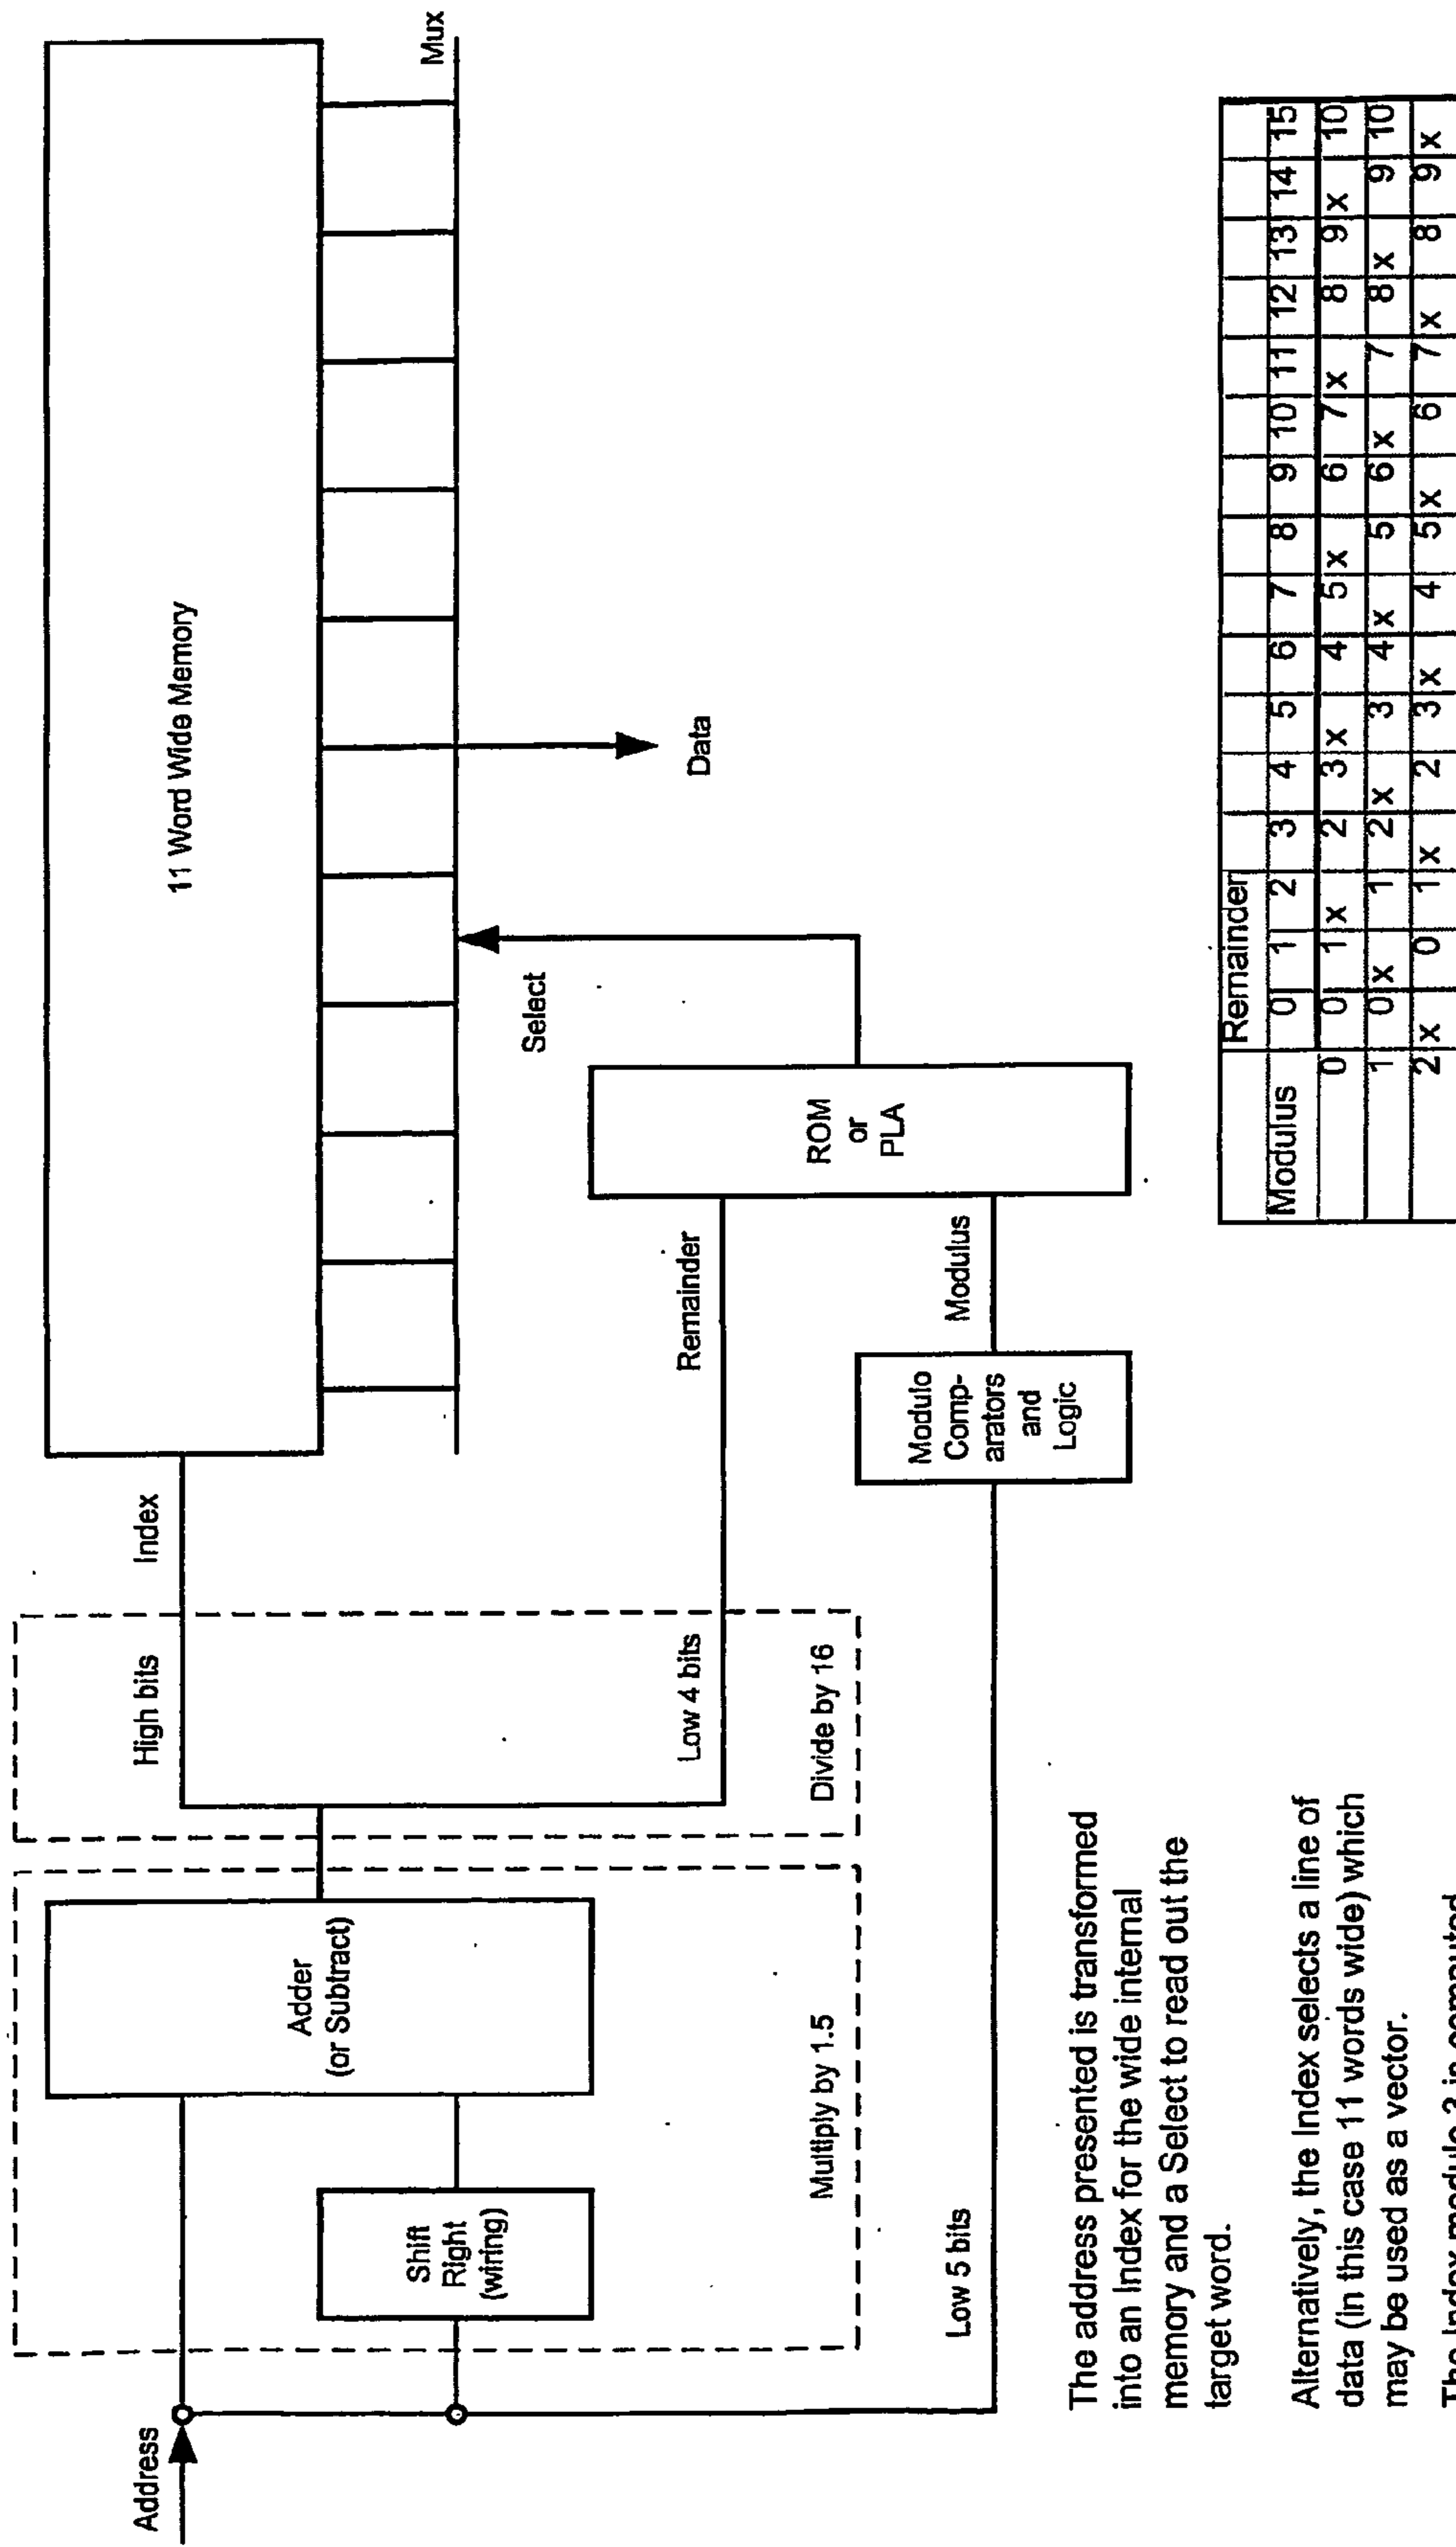 Address
Shift
Right
(wiring)
Adder
(or Subtract)
Multiply by 1.5
High bits
Low 4 bits
Divide by 16
Index
11 Word Wide Memory
Mux
Select
Data
Remainder
ROM
or
PLA
Modulus
Modulo
Comp-
arators
and
Logic
Low 5 bits
The address presented is transformed
into an Index for the wide internal
memory and a Select to read out the
target word.
Alternatively, the Index selects a line of
data (in this case 11 words wide) which
may be used as a vector.
The Index modulo 3 is computed
Remainder
Modulus 0 1 2 3 4 5 6 7 8 9 10 11 12 13 14 15
0 0 1 x 2 3 x 4 5 x 6 7 x 8 9 x 10
1 0 x 1 2 x 3 4 x 5 6 x 7 8 x 9 10
2 x 0 1 x 2 3 x 4 5 x 6 7 x 8 9 x